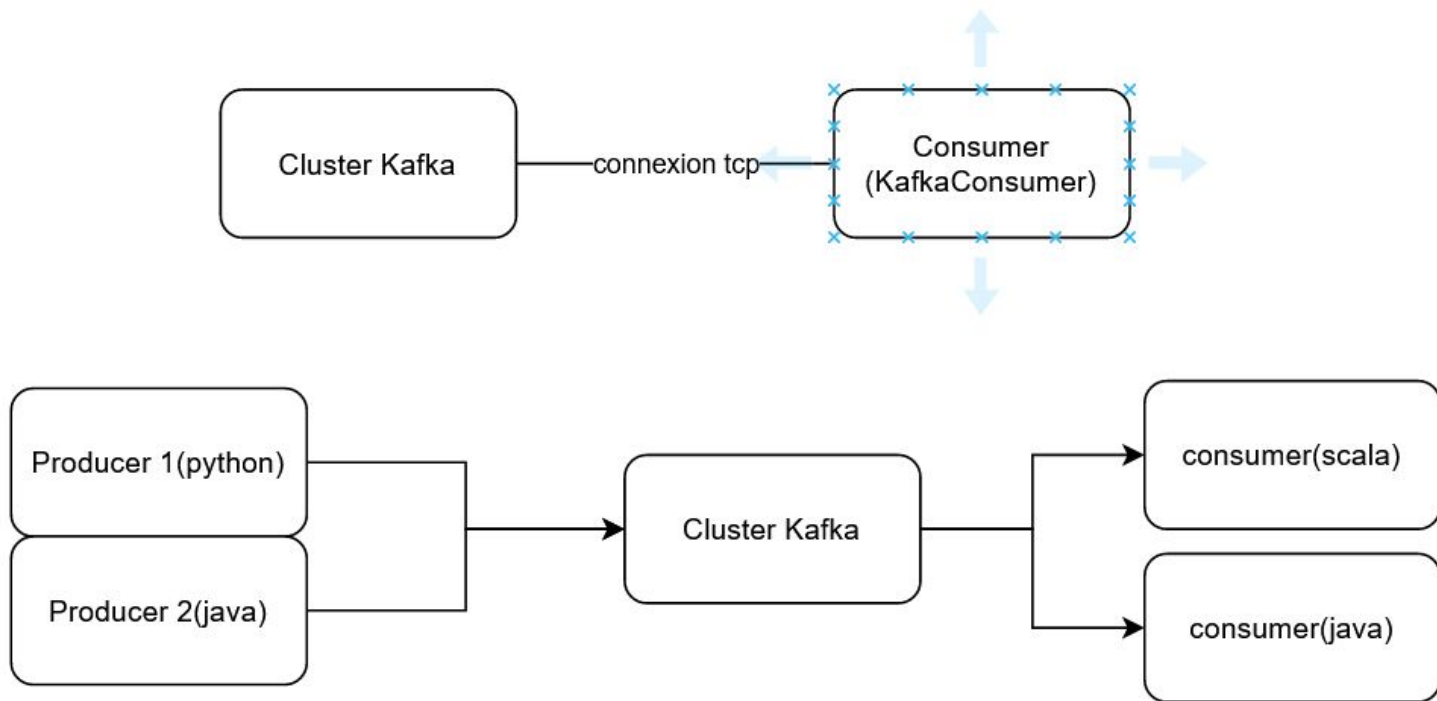 Cluster Kafka
connexion tcp
Consumer
(KafkaConsumer)
Producer 1(python)
Producer 2(java)
Cluster Kafka
consumer(scala)
consumer(java)